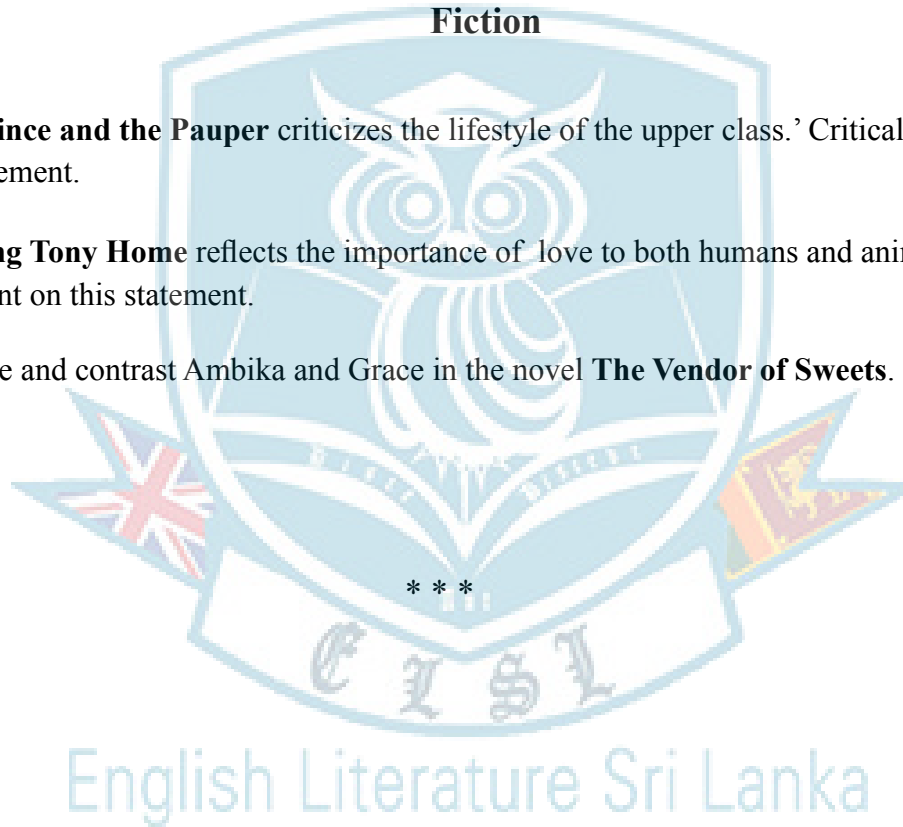 Fiction
ince and the Pauper criticizes the lifestyle of the upper class.’ Critical
ement.
ng Tony Home reflects the importance of love to both humans and ani
nt on this statement.
e and contrast Ambika and Grace in the novel The Vendor of Sweets.
* * *
E L S L
English Literature Sri Lanka